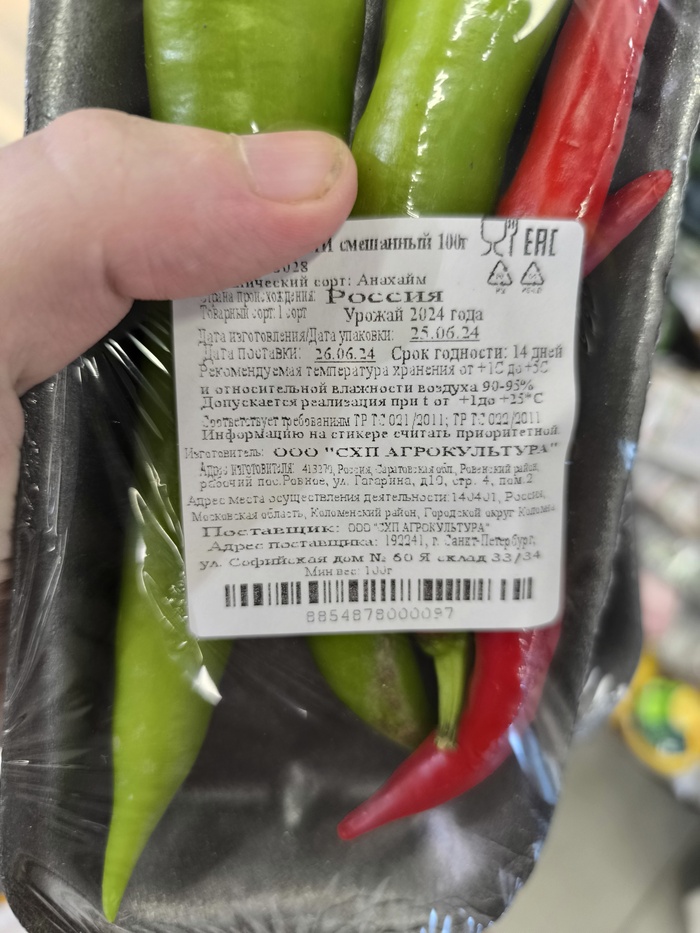 смешанный 100г
EAC
028
сорт: Анахайм
Страна происхождения: Россия
Товарный сорт: 1 сорт Урожай 2024 года
Дата изготовления/Дата упаковки: 25.06.24
Дата поставки: 26.06.24 Срок годности: 14 дней
Рекомендуемая температура хранения от +1С до+5С
и относительной влажности воздуха 90-95%
Допускается реализация при t от +1до +25°С
Соответствует требованиям ТР ТС 021/2011; ТР ТС 022/2011
Информацию на стикере считать приоритетной
Изготовитель: ООО "СХП АГРОКУЛЬТУРА"
Адрес изготовителя: 413270, Россия, Саратовская обл, Ровенский район,
рабочий пос.Ровное, ул. Гагарина, д10, стр. 4, пом.2
Адрес места осуществления деятельности: 140401, Россия,
Московская область, Коломенский район, Городской округ Коломна
Поставщик: ООО "СХП АГРОКУЛЬТУРА"
Адрес поставщика: 192241, г. Санкт-Петербург,
ул. Софийская дом № 60 Я склад 33/34
Мин вес: 100г
8854878000097